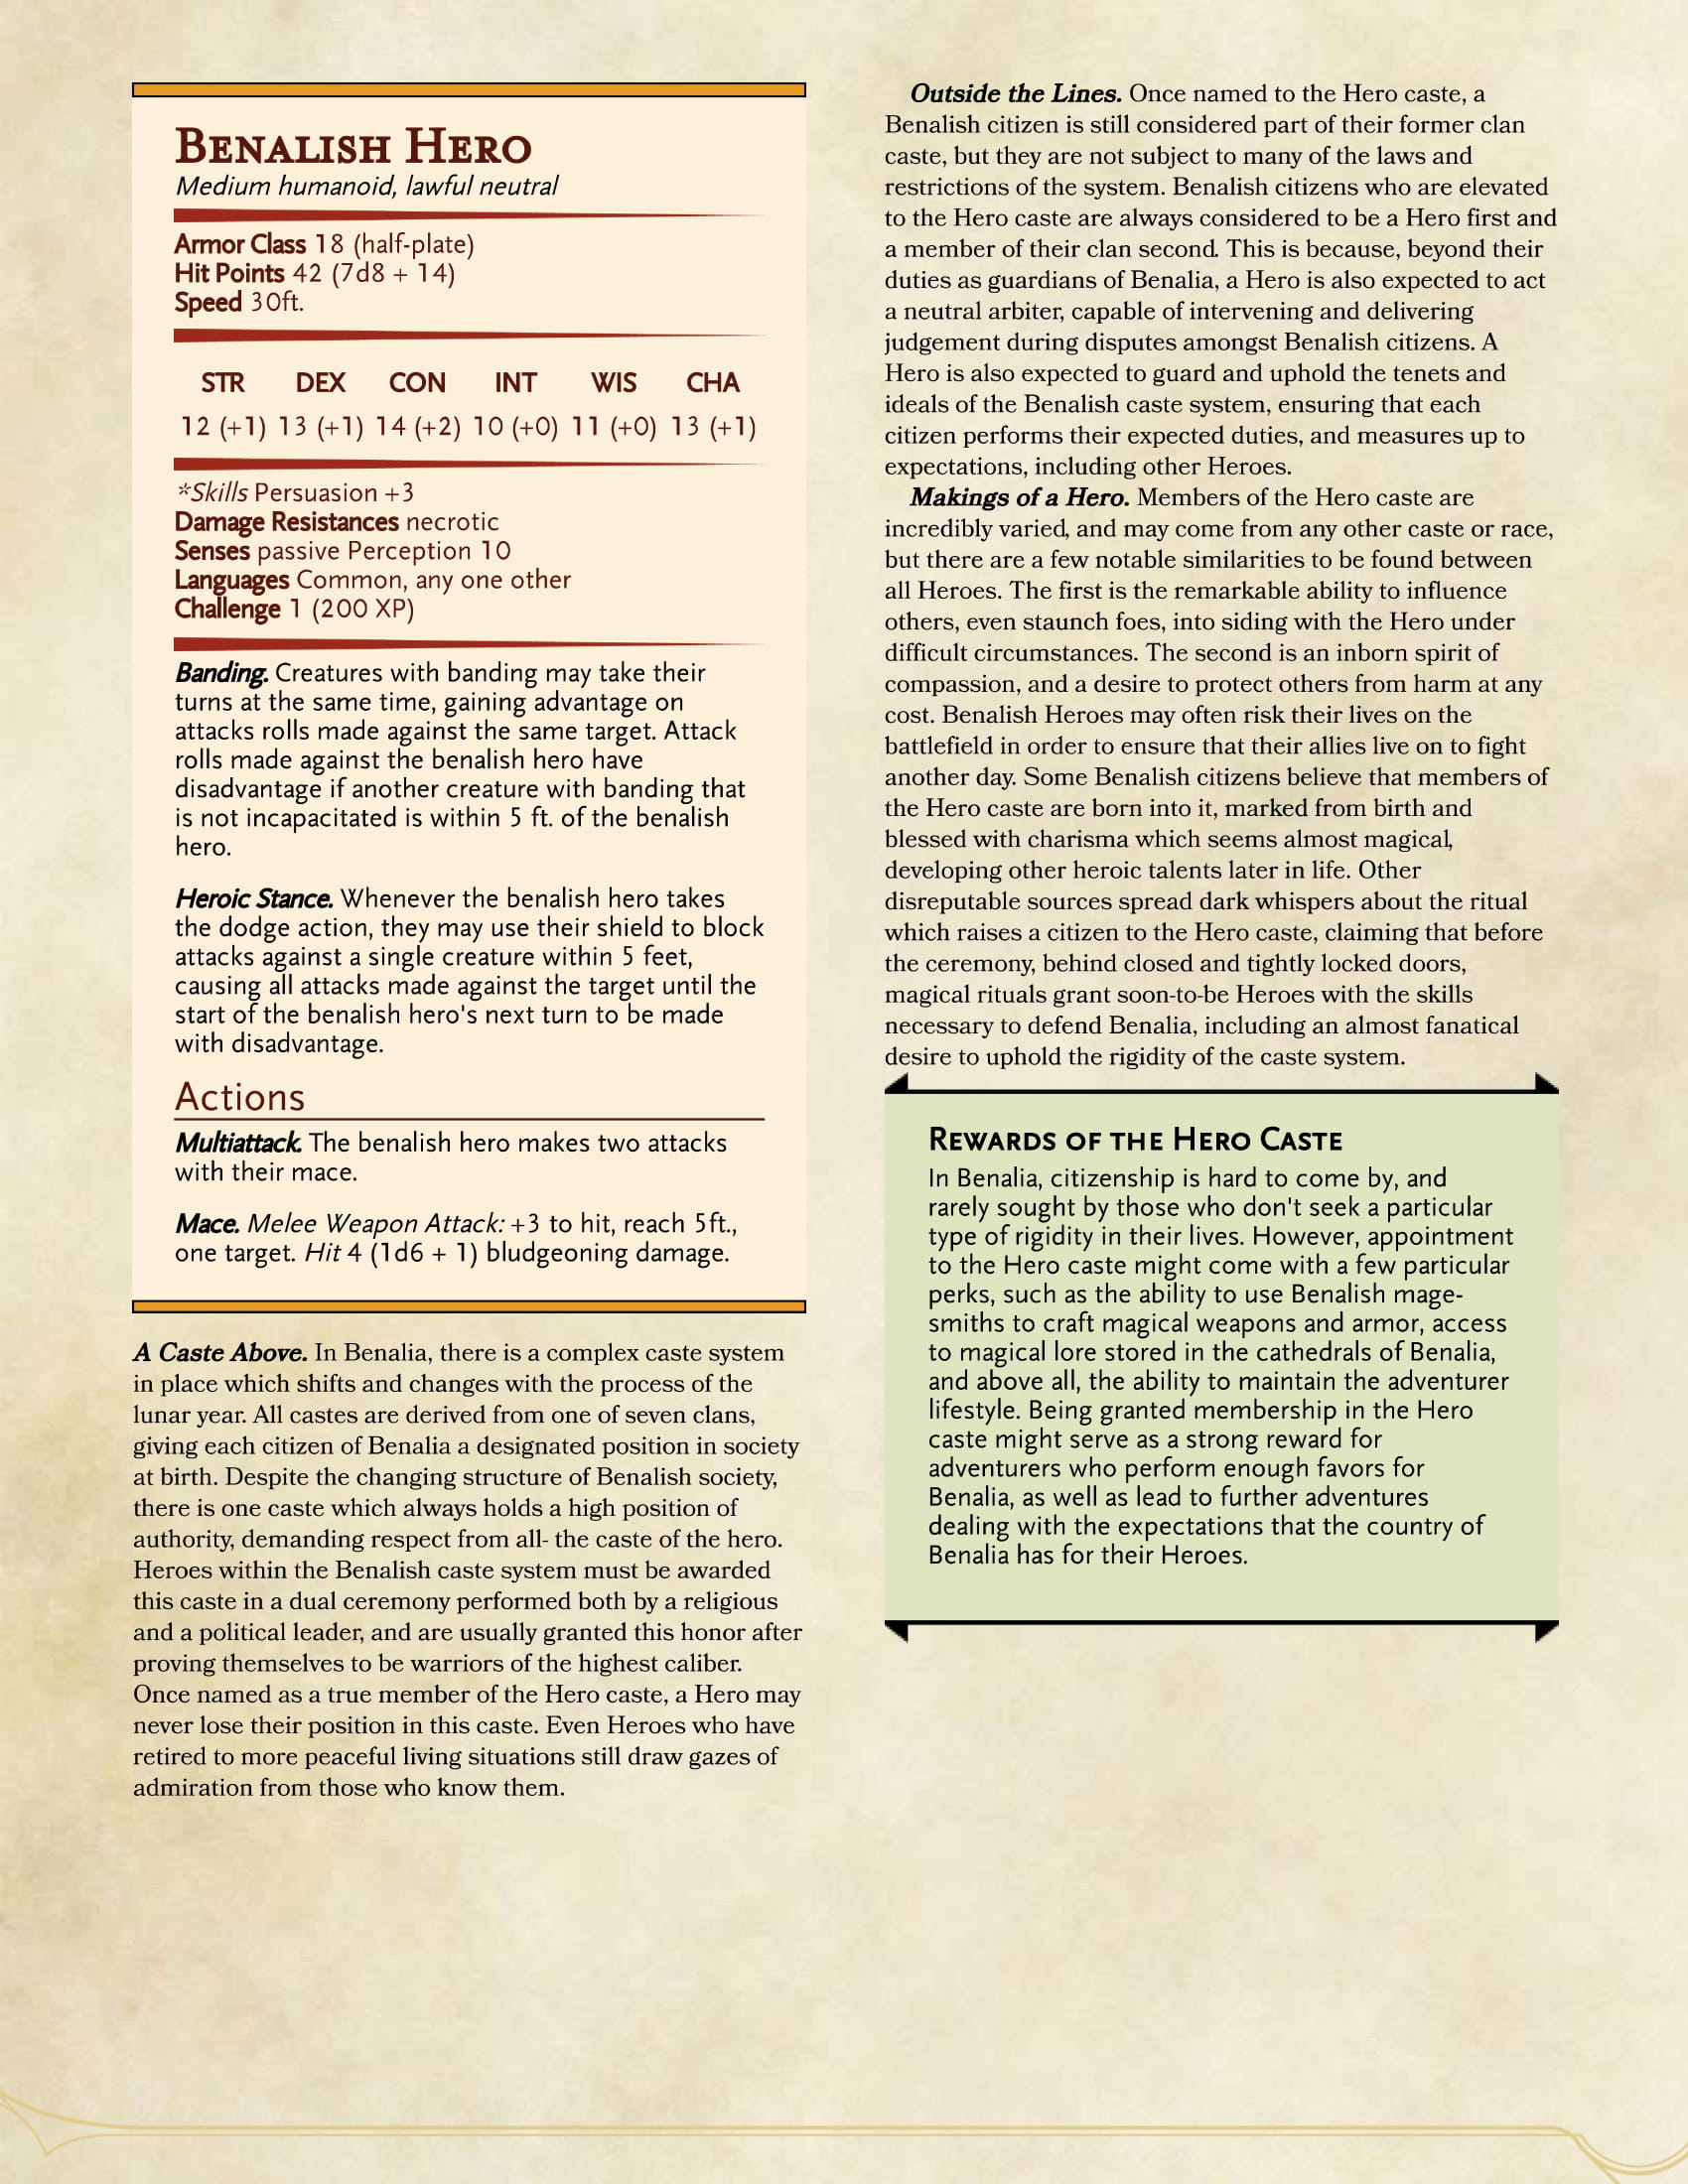 Benalish Hero
Medium humanoid, lawful neutral
Armor Class 18 (half-plate)
Hit Points 42 (7d8 + 14)
Speed 30ft.
STR DEX CON INT WIS CHA
12 (+1) 13 (+1) 14 (+2) 10 (+0) 11 (+0) 13 (+1)
*Skills Persuasion +3
Damage Resistances necrotic
Senses passive Perception 10
Languages Common, any one other
Challenge 1 (200 XP)
Banding. Creatures with banding may take their
turns at the same time, gaining advantage on
attacks rolls made against the same target. Attack
rolls made against the benalish hero have
disadvantage if another creature with banding that
is not incapacitated is within 5 ft. of the benalish
hero.
Heroic Stance. Whenever the benalish hero takes
the dodge action, they may use their shield to block
attacks against a single creature within 5 feet,
causing all attacks made against the target until the
start of the benalish hero's next turn to be made
with disadvantage.
Actions
Multiattack. The benalish hero makes two attacks
with their mace.
Mace. Melee Weapon Attack: +3 to hit, reach 5ft.,
one target. Hit 4 (1d6 + 1) bludgeoning damage.
A Caste Above. In Benalia, there is a complex caste system
in place which shifts and changes with the process of the
lunar year. All castes are derived from one of seven clans,
giving each citizen of Benalia a designated position in society
at birth. Despite the changing structure of Benalish society,
there is one caste which always holds a high position of
authority, demanding respect from all- the caste of the hero.
Heroes within the Benalish caste system must be awarded
this caste in a dual ceremony performed both by a religious
and a political leader, and are usually granted this honor after
proving themselves to be warriors of the highest caliber.
Once named as a true member of the Hero caste, a Hero may
never lose their position in this caste. Even Heroes who have
retired to more peaceful living situations still draw gazes of
admiration from those who know them.
Outside the Lines. Once named to the Hero caste, a
Benalish citizen is still considered part of their former clan
caste, but they are not subject to many of the laws and
restrictions of the system. Benalish citizens who are elevated
to the Hero caste are always considered to be a Hero first and
a member of their clan second. This is because, beyond their
duties as guardians of Benalia, a Hero is also expected to act
a neutral arbiter, capable of intervening and delivering
judgement during disputes amongst Benalish citizens. A
Hero is also expected to guard and uphold the tenets and
ideals of the Benalish caste system, ensuring that each
citizen performs their expected duties, and measures up to
expectations, including other Heroes.
Makings of a Hero. Members of the Hero caste are
incredibly varied, and may come from any other caste or race,
but there are a few notable similarities to be found between
all Heroes. The first is the remarkable ability to influence
others, even staunch foes, into siding with the Hero under
difficult circumstances. The second is an inborn spirit of
compassion, and a desire to protect others from harm at any
cost. Benalish Heroes may often risk their lives on the
battlefield in order to ensure that their allies live on to fight
another day. Some Benalish citizens believe that members of
the Hero caste are born into it, marked from birth and
blessed with charisma which seems almost magical,
developing other heroic talents later in life. Other
disreputable sources spread dark whispers about the ritual
which raises a citizen to the Hero caste, claiming that before
the ceremony, behind closed and tightly locked doors,
magical rituals grant soon-to-be Heroes with the skills
necessary to defend Benalia, including an almost fanatical
desire to uphold the rigidity of the caste system.
Rewards of the Hero Caste
In Benalia, citizenship is hard to come by, and
rarely sought by those who don't seek a particular
type of rigidity in their lives. However, appointment
to the Hero caste might come with a few particular
perks, such as the ability to use Benalish mage-
smiths to craft magical weapons and armor, access
to magical lore stored in the cathedrals of Benalia,
and above all, the ability to maintain the adventurer
lifestyle. Being granted membership in the Hero
caste might serve as a strong reward for
adventurers who perform enough favors for
Benalia, as well as lead to further adventures
dealing with the expectations that the country of
Benalia has for their Heroes.